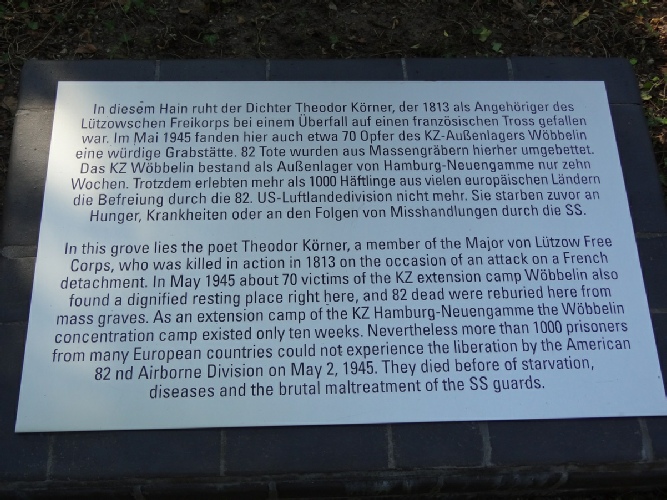 In diesem Hain ruht der Dichter Theodor Körner, der 1813 als Angehöriger des
Lützowschen Freikorps bei einem Überfall auf einen französischen Tross gefallen
war. Im Mai 1945 fanden hier auch etwa 70 Opfer des KZ-Außenlagers Wöbbelin
eine würdige Grabstätte. 82 Tote wurden aus Massengräbern hierher umgebettet.
Das KZ Wöbbelin bestand als Außenlager von Hamburg-Neuengamme nur zehn
Wochen. Trotzdem erlebten mehr als 1000 Häftlinge aus vielen europäischen Ländern
die Befreiung durch die 82. US-Luftlandedivision nicht mehr. Sie starben zuvor an
Hunger, Krankheiten oder an den Folgen von Misshandlungen durch die SS.
In this grove lies the poet Theodor Körner, a member of the Major von Lützow Free
Corps, who was killed in action in 1813 on the occasion of an attack on a French
detachment. In May 1945 about 70 victims of the KZ extension camp Wöbbelin also
found a dignified resting place right here, and 82 dead were reburied here from
mass graves. As an extension camp of the KZ Hamburg-Neuengamme the Wöbbelin
concentration camp existed only ten weeks. Nevertheless more than 1000 prisoners
from many European countries could not experience the liberation by the American
82 nd Airborne Division on May 2, 1945. They died before of starvation,
diseases and the brutal maltreatment of the SS guards.